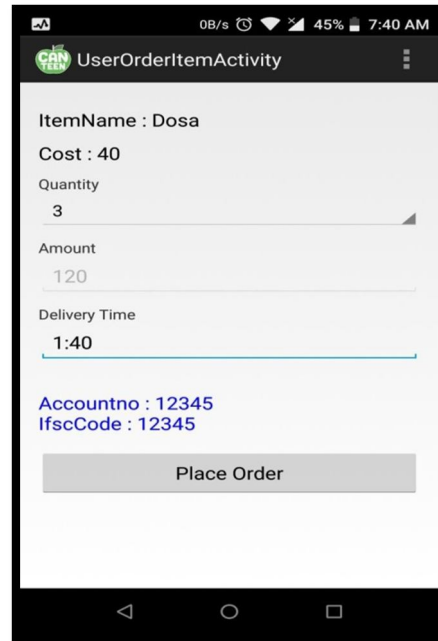 0B/s 45% 7:40 AM
CAN TEEN UserOrderItemActivity
ItemName : Dosa
Cost : 40
Quantity
3
Amount
120
Delivery Time
1:40
Accountno : 12345
IfscCode : 12345
Place Order